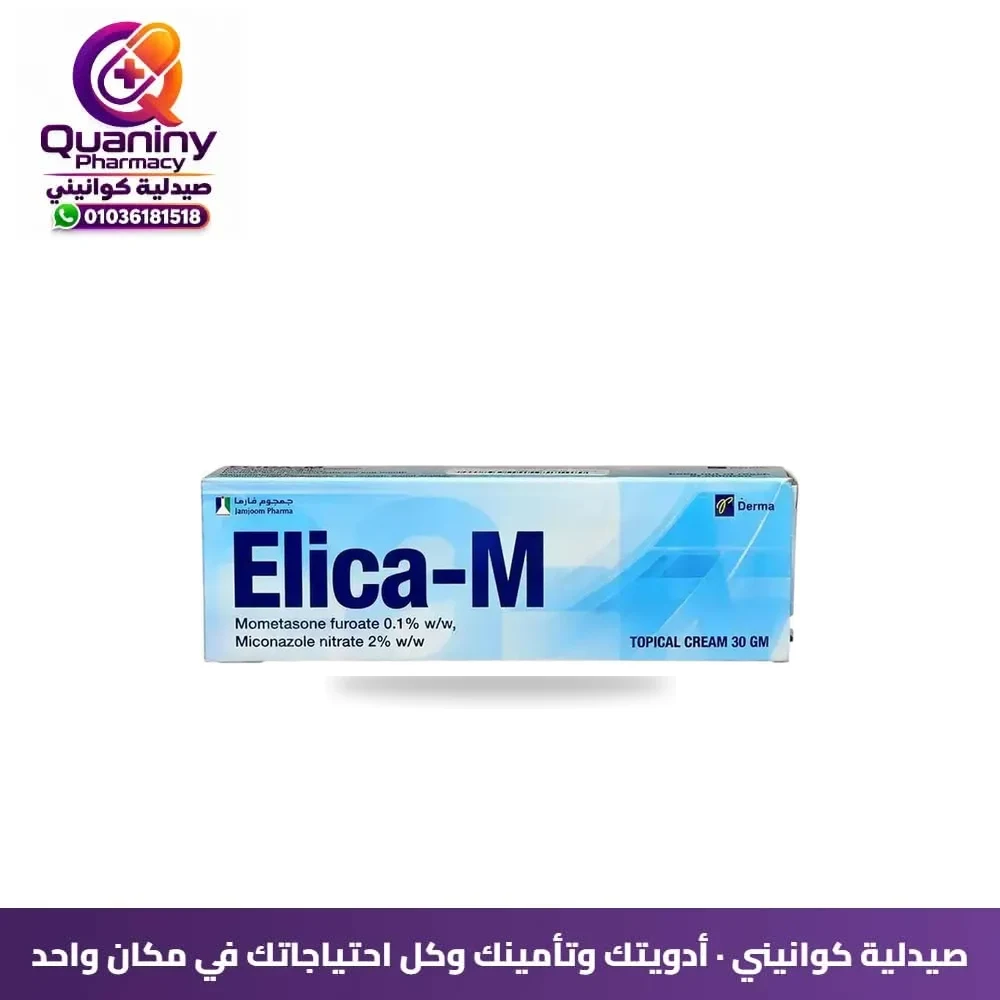 Quaniny
Pharmacy
صيدلية كوانيني
01036181518
جمجوم فارما
Jamjoom Pharma
Derma
Elica-M
Mometasone furoate 0.1% w/w,
Miconazole nitrate 2% w/w
TOPICAL CREAM 30 GM
صيدلية كوانيني · أدويتك وتأمينك وكل احتياجاتك في مكان واحد